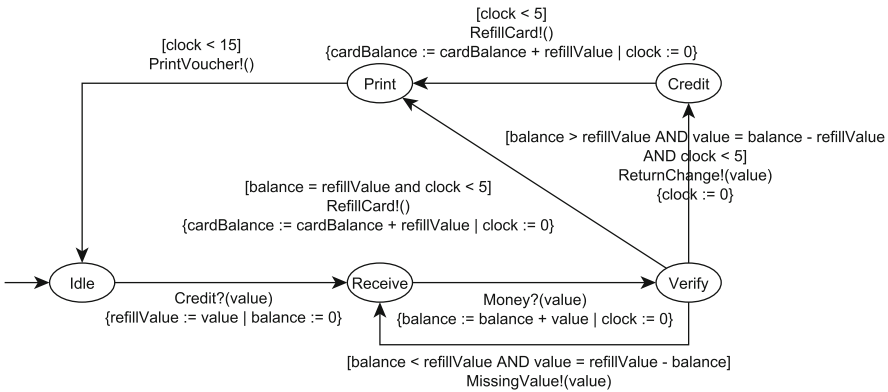 [clock < 5]
RefillCard!()
{cardBalance := cardBalance + refillValue | clock := 0}
[clock < 15]
PrintVoucher!()
Print
Credit
[balance > refillValue AND value = balance - refillValue
AND clock < 5]
ReturnChange!(value)
{clock := 0}
[balance = refillValue and clock < 5]
RefillCard!()
{cardBalance := cardBalance + refillValue | clock := 0}
Idle
Receive
Verify
Credit?(value)
{refillValue := value | balance := 0}
Money?(value)
{balance := balance + value | clock := 0}
[balance < refillValue AND value = refillValue - balance]
MissingValue!(value)